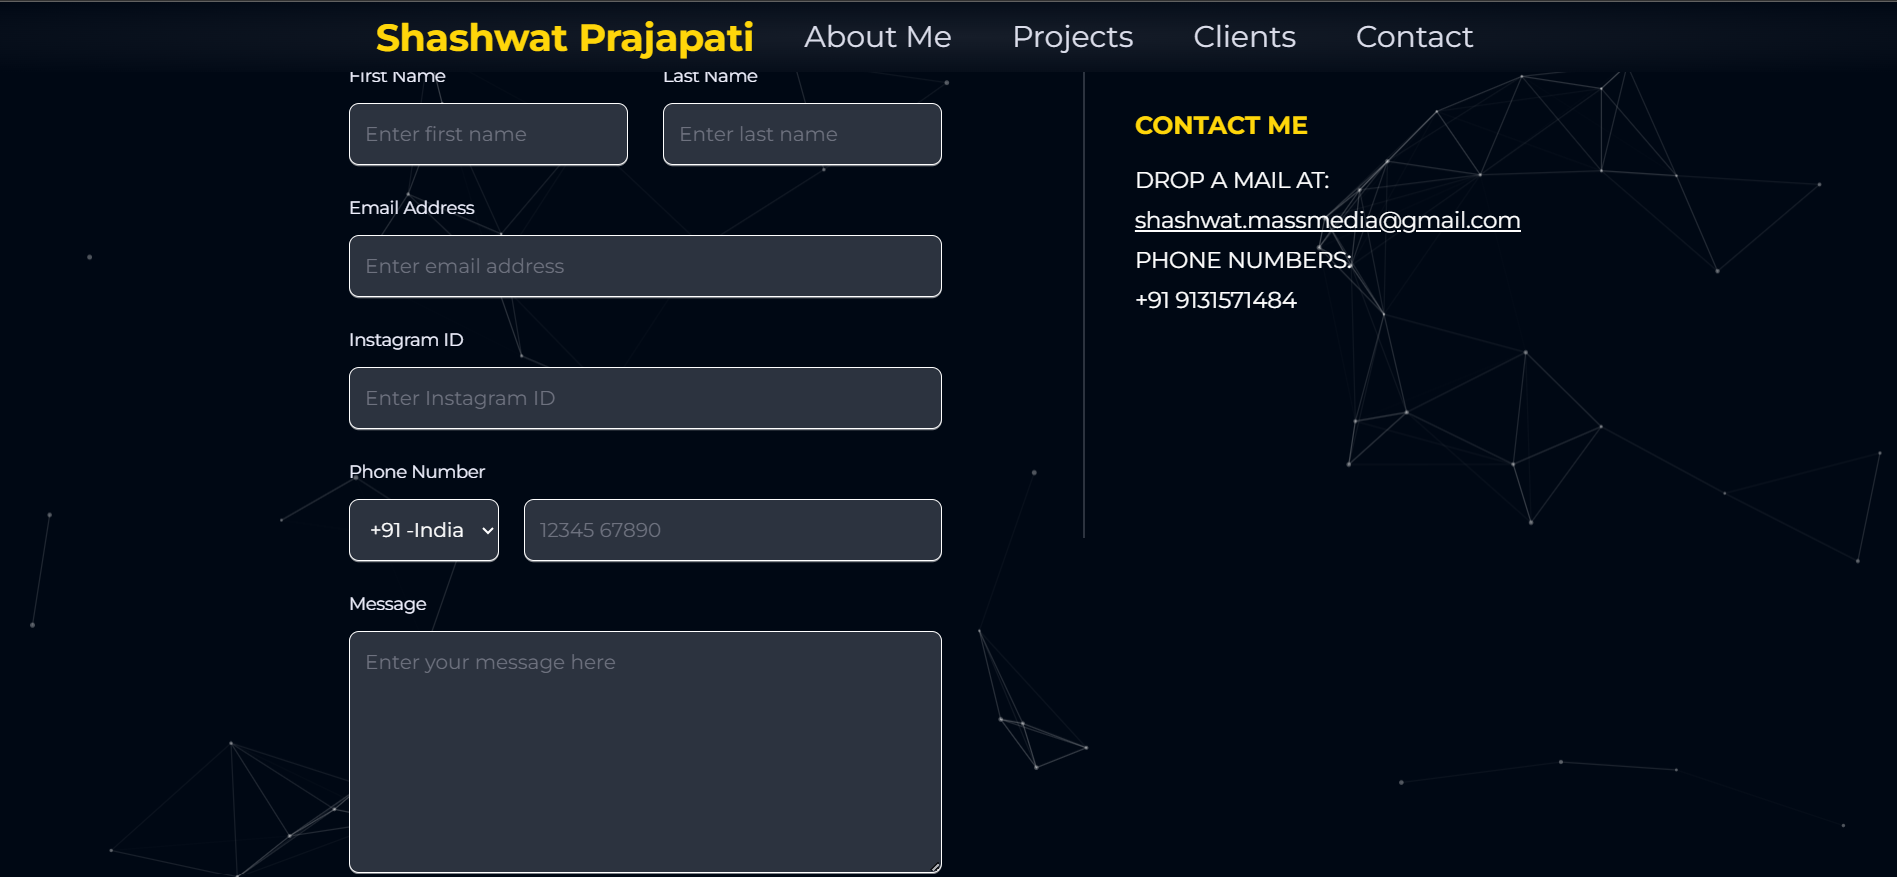 Shashwat Prajapati About Me Projects Clients Contact
First Name Last Name
Enter first name Enter last name
Email Address
Enter email address
Instagram ID
Enter Instagram ID
Phone Number
+91 -India 12345 67890
Message
Enter your message here
CONTACT ME
DROP A MAIL AT:
shashwat.massmedia@gmail.com
PHONE NUMBERS:
+91 9131571484